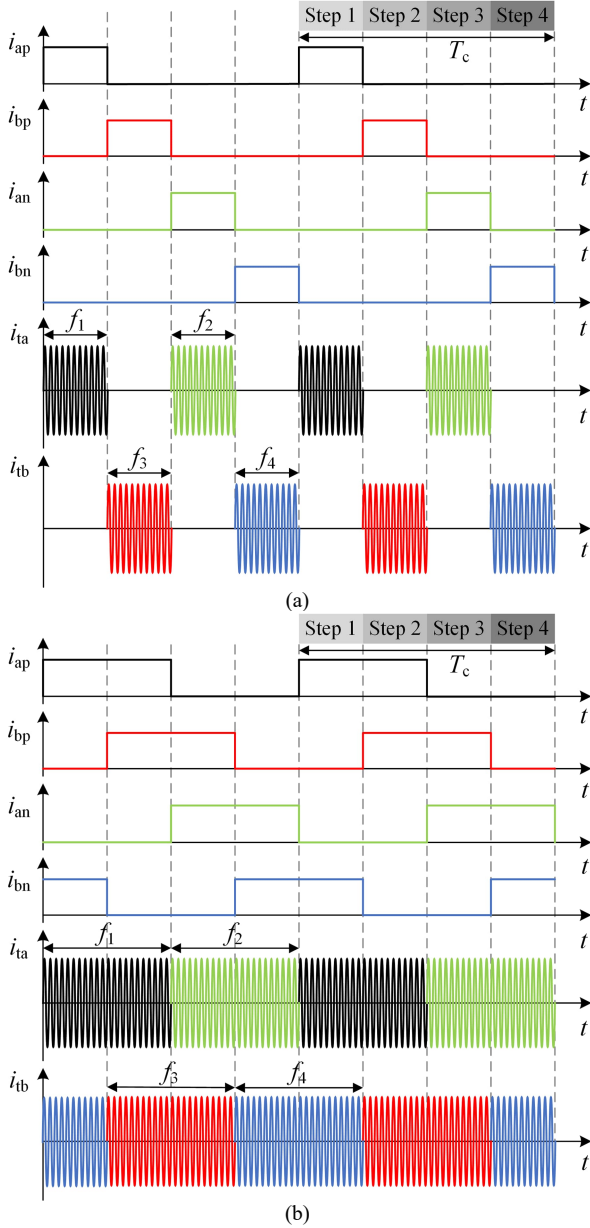 Step 1 Step 2 Step 3 Step 4
i_ap
T_c
t
i_bp
t
i_an
t
i_bn
t
i_ta
f_1
f_2
t
i_tb
f_3
f_4
t
(a)
Step 1 Step 2 Step 3 Step 4
i_ap
T_c
t
i_bp
t
i_an
t
i_bn
t
i_ta
f_1
f_2
t
i_tb
f_3
f_4
t
(b)